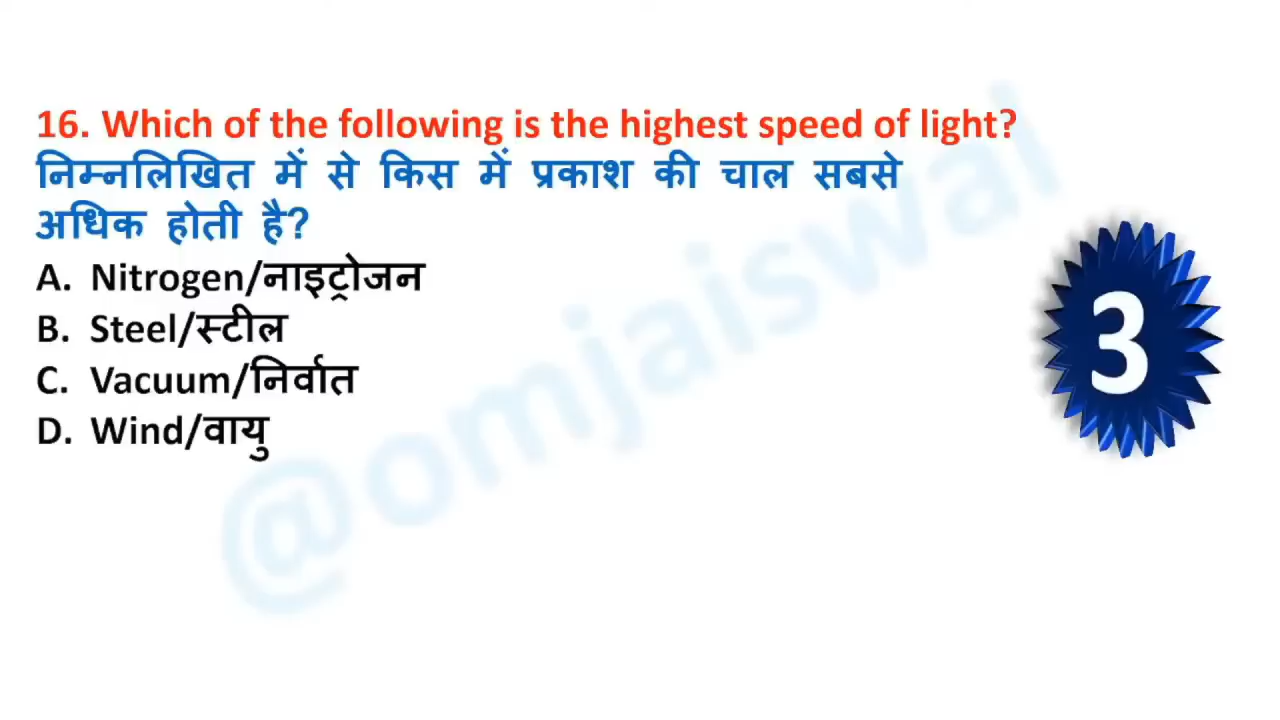 16. Which of the following is the highest speed of light?
निम्नलिखित में से किस में प्रकाश की चाल सबसे
अधिक होती है?
A. Nitrogen/नाइट्रोजन
B. Steel/स्टील
C. Vacuum/निर्वात
D. Wind/वायु
3
@omjaiswal